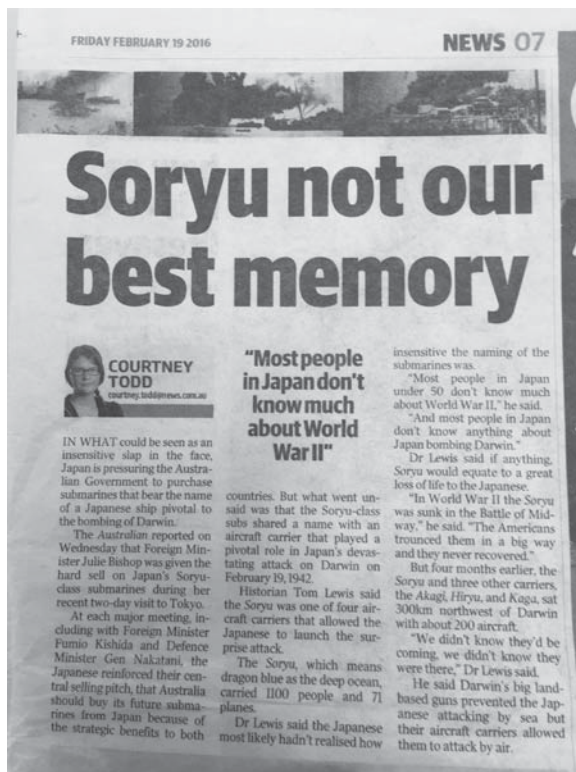 FRIDAY FEBRUARY 19 2016
NEWS 07
Soryu not our
best memory
COURTNEY
TODD
courtney.todd@news.com.au
IN WHAT could be seen as an
insensitive slap in the face,
Japan is pressuring the Austra-
lian Government to purchase
submarines that bear the name
of a Japanese ship pivotal to
the bombing of Darwin.
The Australian reported on
Wednesday that Foreign Min-
ister Julie Bishop was given the
hard sell on Japan's Soryu-
class submarines during her
recent two-day visit to Tokyo.
At each major meeting, in-
cluding with Foreign Minister
Fumio Kishida and Defence
Minister Gen Nakatani, the
Japanese reinforced their cen-
tral selling pitch, that Australia
should buy its future subma-
rines from Japan because of
the strategic benefits to both
"Most people
in Japan don't
know much
about World
War II"
countries. But what went un-
said was that the Soryu-class
subs shared a name with an
aircraft carrier that played a
pivotal role in Japan's devas-
tating attack on Darwin on
February 19, 1942.
Historian Tom Lewis said
the Soryu was one of four air-
craft carriers that allowed the
Japanese to launch the sur-
prise attack.
The Soryu, which means
dragon blue as the deep ocean,
carried 1100 people and 71
planes.
Dr Lewis said the Japanese
most likely hadn't realised how
insensitive the naming of the
submarines was.
"Most people in Japan
under 50 don't know much
about World War II," he said.
"And most people in Japan
don't know anything about
Japan bombing Darwin."
Dr Lewis said if anything,
Soryu would equate to a great
loss of life to the Japanese.
"In World War II the Soryu
was sunk in the Battle of Mid-
way," he said. "The Americans
trounced them in a big way
and they never recovered."
But four months earlier, the
Soryu and three other carriers,
the Akagi, Hiryu, and Kaga, sat
300km northwest of Darwin
with about 200 aircraft.
"We didn't know they'd be
coming, we didn't know they
were there," Dr Lewis said.
He said Darwin's big land-
based guns prevented the Jap-
anese attacking by sea but
their aircraft carriers allowed
them to attack by air.